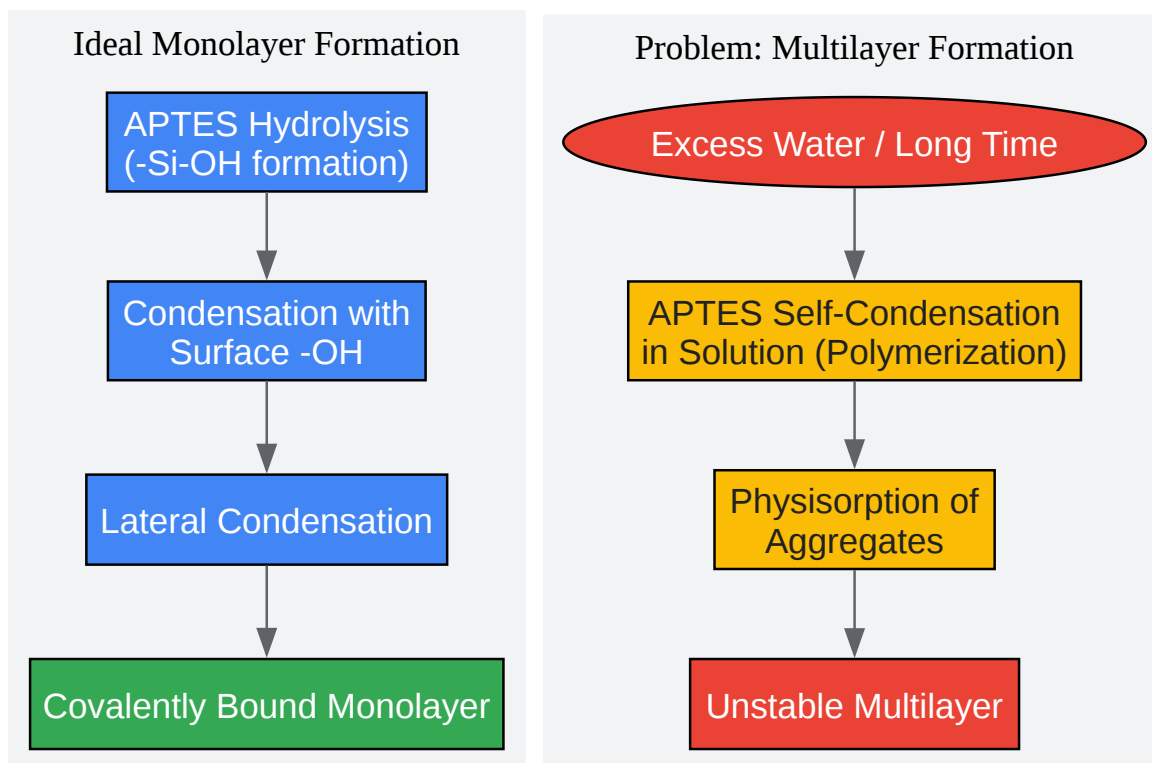 Ideal Monolayer Formation
APTES Hydrolysis
(-Si-OH formation)
Condensation with
Surface -OH
Lateral Condensation
Covalently Bound Monolayer
Problem: Multilayer Formation
Excess Water / Long Time
APTES Self-Condensation
in Solution (Polymerization)
Physisorption of
Aggregates
Unstable Multilayer